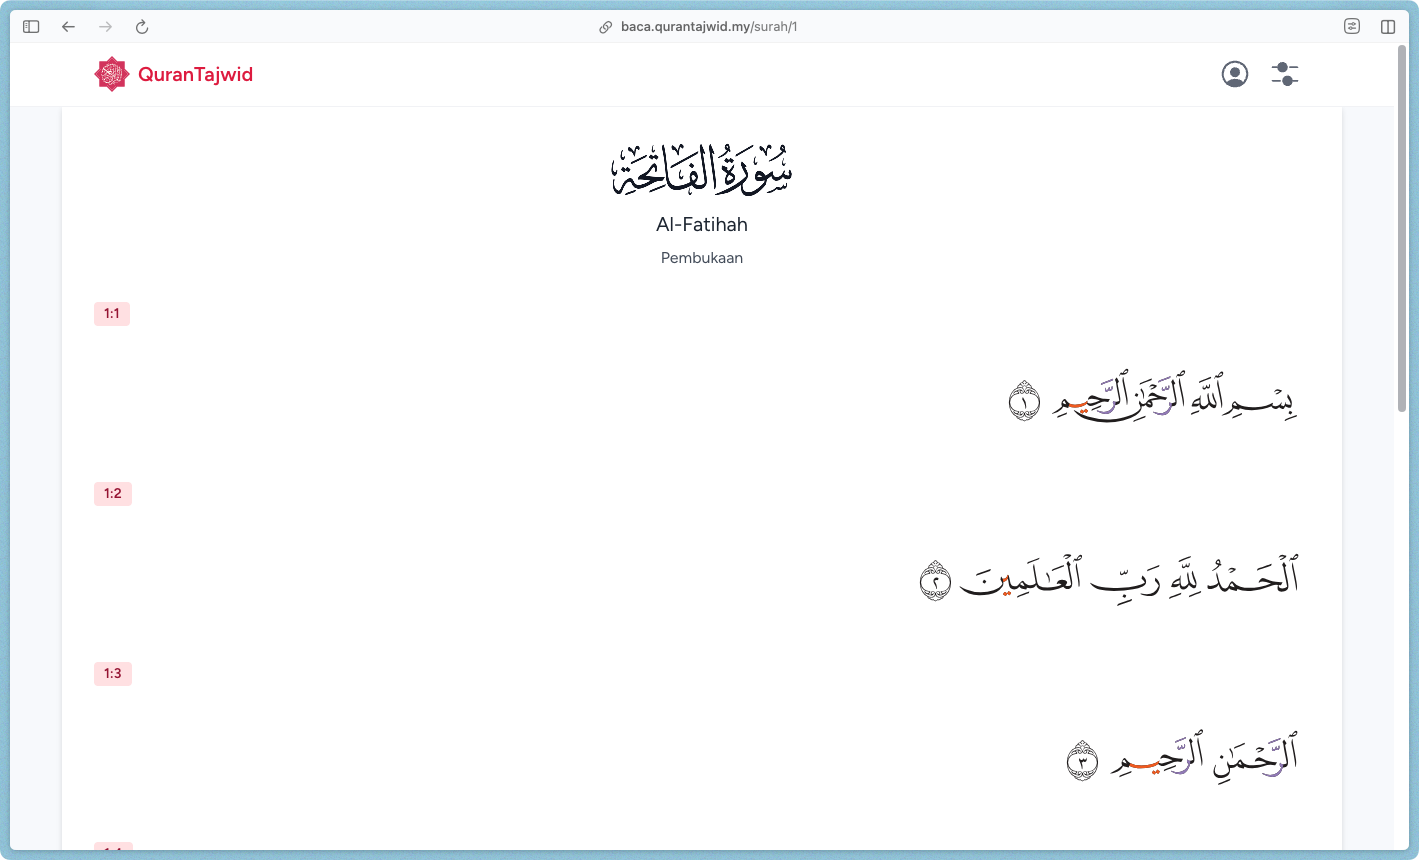 baca.qurantajwid.my/surah/1
QuranTajwid
سُورَةُ الفَاتِحَةِ
Al-Fatihah
Pembukaan
1:1
بِسْمِ ٱللَّهِ ٱلرَّحْمَٰنِ ٱلرَّحِيمِ ١
1:2
ٱلْحَمْدُ لِلَّهِ رَبِّ ٱلْعَٰلَمِينَ ٢
1:3
ٱلرَّحْمَٰنِ ٱلرَّحِيمِ ٣